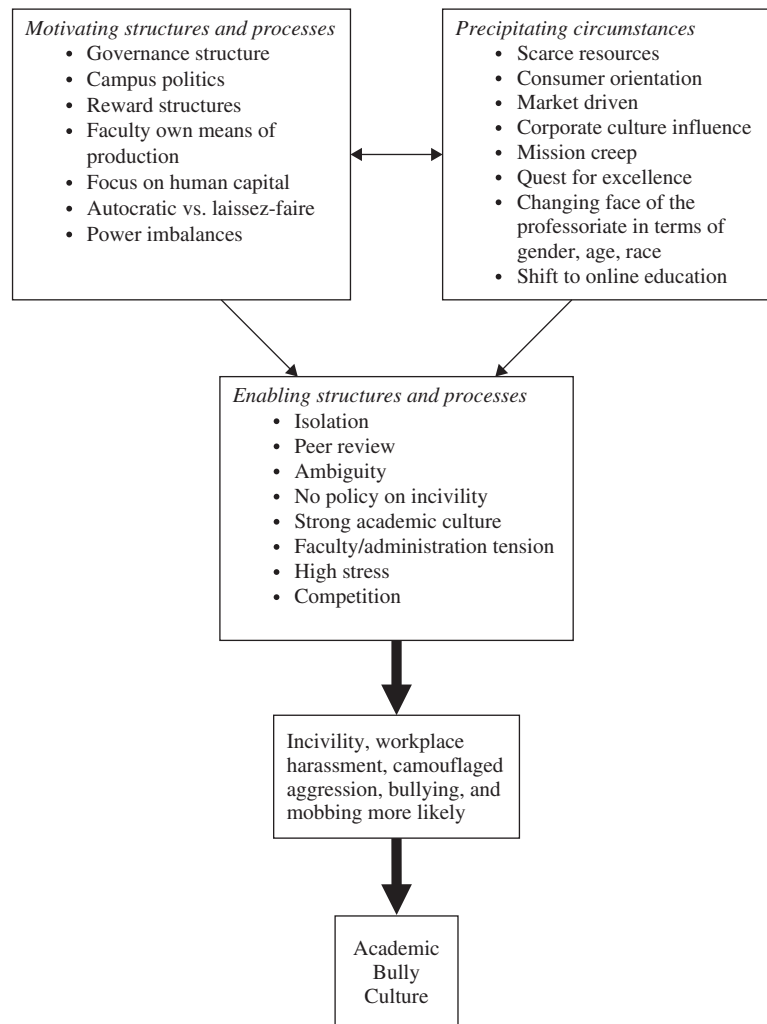 Motivating structures and processes
• Governance structure
• Campus politics
• Reward structures
• Faculty own means of
production
• Focus on human capital
• Autocratic vs. laissez-faire
• Power imbalances
Precipitating circumstances
• Scarce resources
• Consumer orientation
• Market driven
• Corporate culture influence
• Mission creep
• Quest for excellence
• Changing face of the
professoriate in terms of
gender, age, race
• Shift to online education
Enabling structures and processes
• Isolation
• Peer review
• Ambiguity
• No policy on incivility
• Strong academic culture
• Faculty/administration tension
• High stress
• Competition
Incivility, workplace
harassment, camouflaged
aggression, bullying, and
mobbing more likely
Academic
Bully
Culture